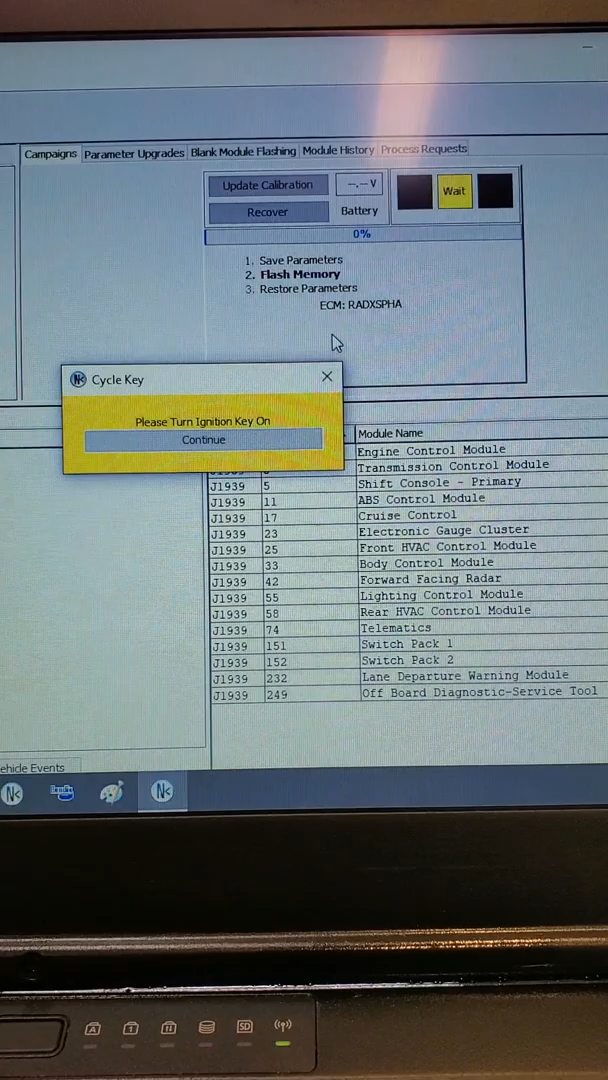 Campaigns Parameter Upgrades Blank Module Flashing Module History Process Requests
Update Calibration
-.-- V
Wait
Recover
Battery
0%
1. Save Parameters
2. Flash Memory
3. Restore Parameters
ECM: RADXSPHA
Cycle Key
Please Turn Ignition Key On
Continue
Module Name
Engine Control Module
Transmission Control Module
J1939 5 Shift Console - Primary
J1939 11 ABS Control Module
J1939 17 Cruise Control
J1939 23 Electronic Gauge Cluster
J1939 25 Front HVAC Control Module
J1939 33 Body Control Module
J1939 42 Forward Facing Radar
J1939 55 Lighting Control Module
J1939 58 Rear HVAC Control Module
J1939 74 Telematics
J1939 151 Switch Pack 1
J1939 152 Switch Pack 2
J1939 232 Lane Departure Warning Module
J1939 249 Off Board Diagnostic-Service Tool
ehicle Events
A 1 SD